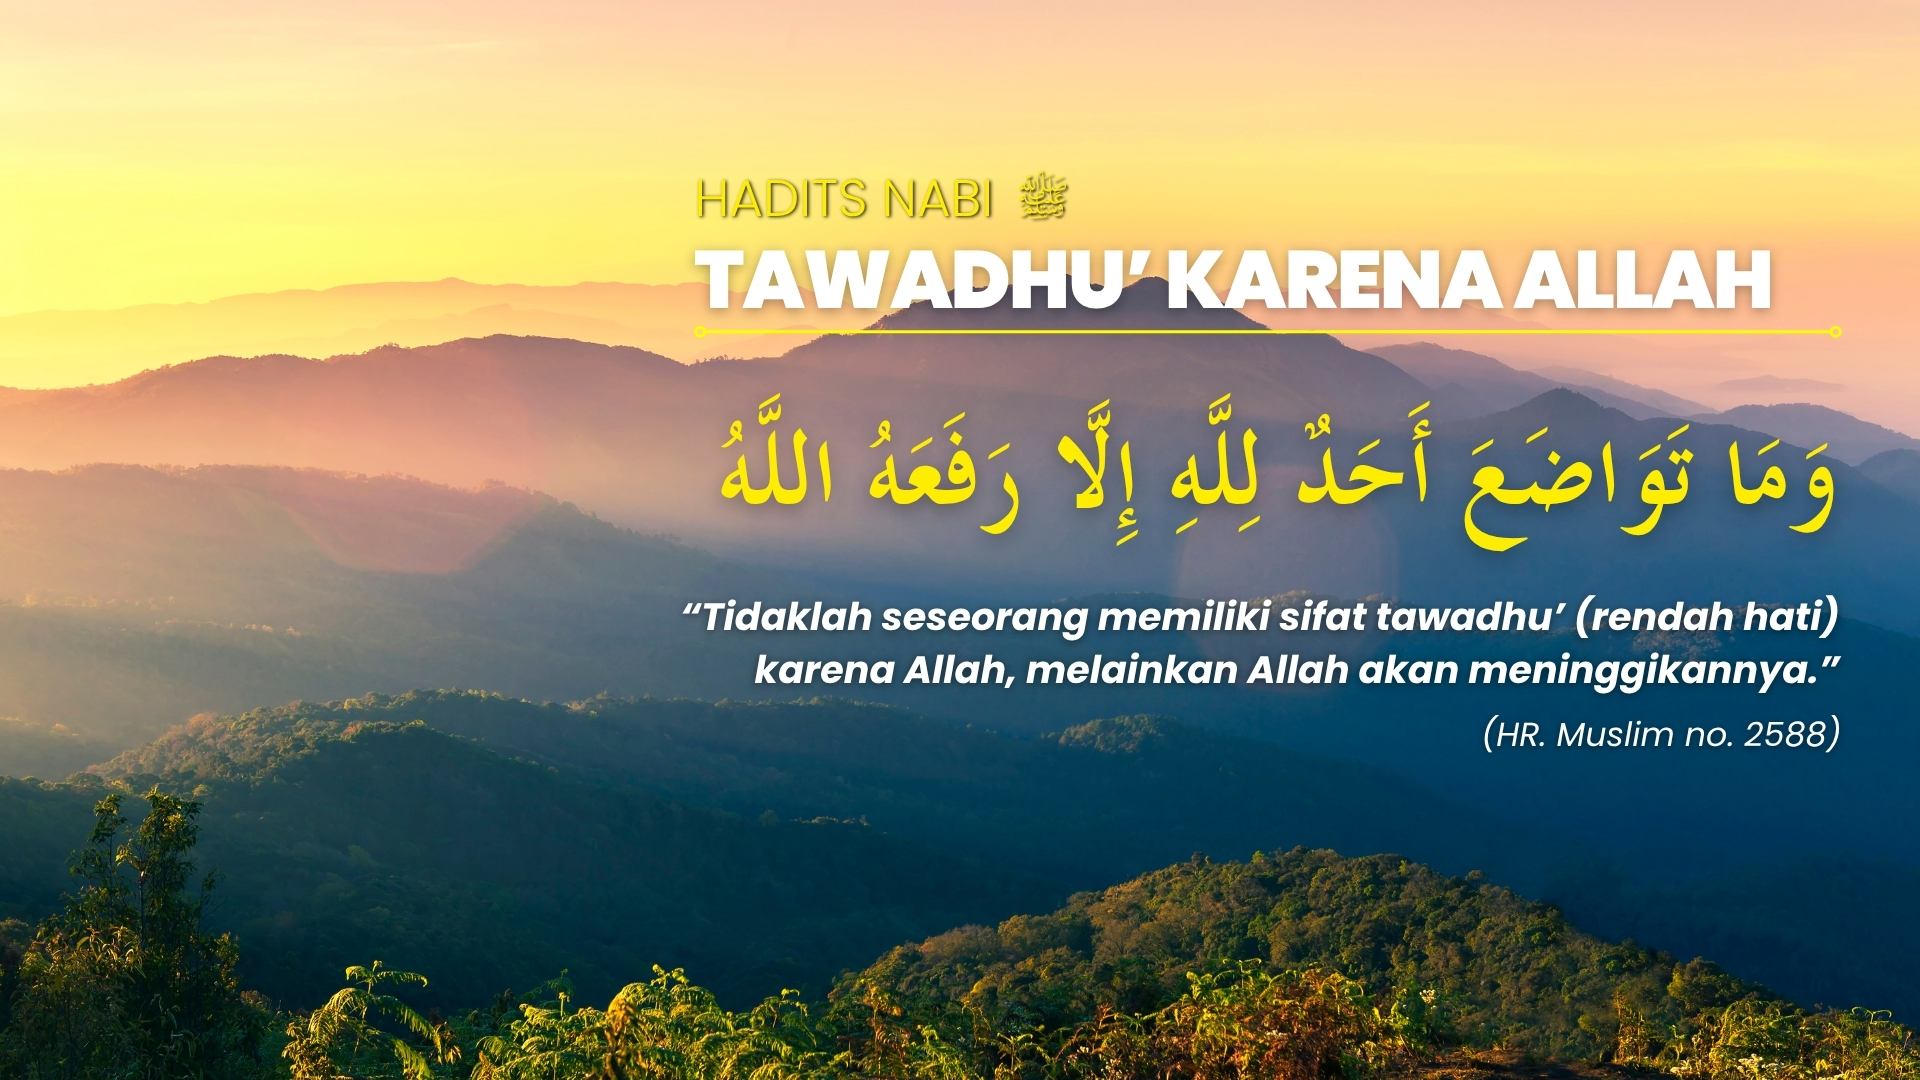 HADITS NABI ﷺ
TAWADHU’ KARENA ALLAH
وَمَا تَوَاضَعَ أَحَدٌ لِلَّهِ إِلَّا رَفَعَهُ اللَّهُ
“Tidaklah seseorang memiliki sifat tawadhu’ (rendah hati)
karena Allah, melainkan Allah akan meninggikannya.”
(HR. Muslim no. 2588)